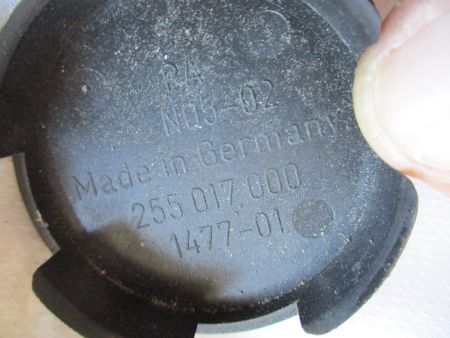 PA
N05-02
Made in Germany
255 017,000
1477-01